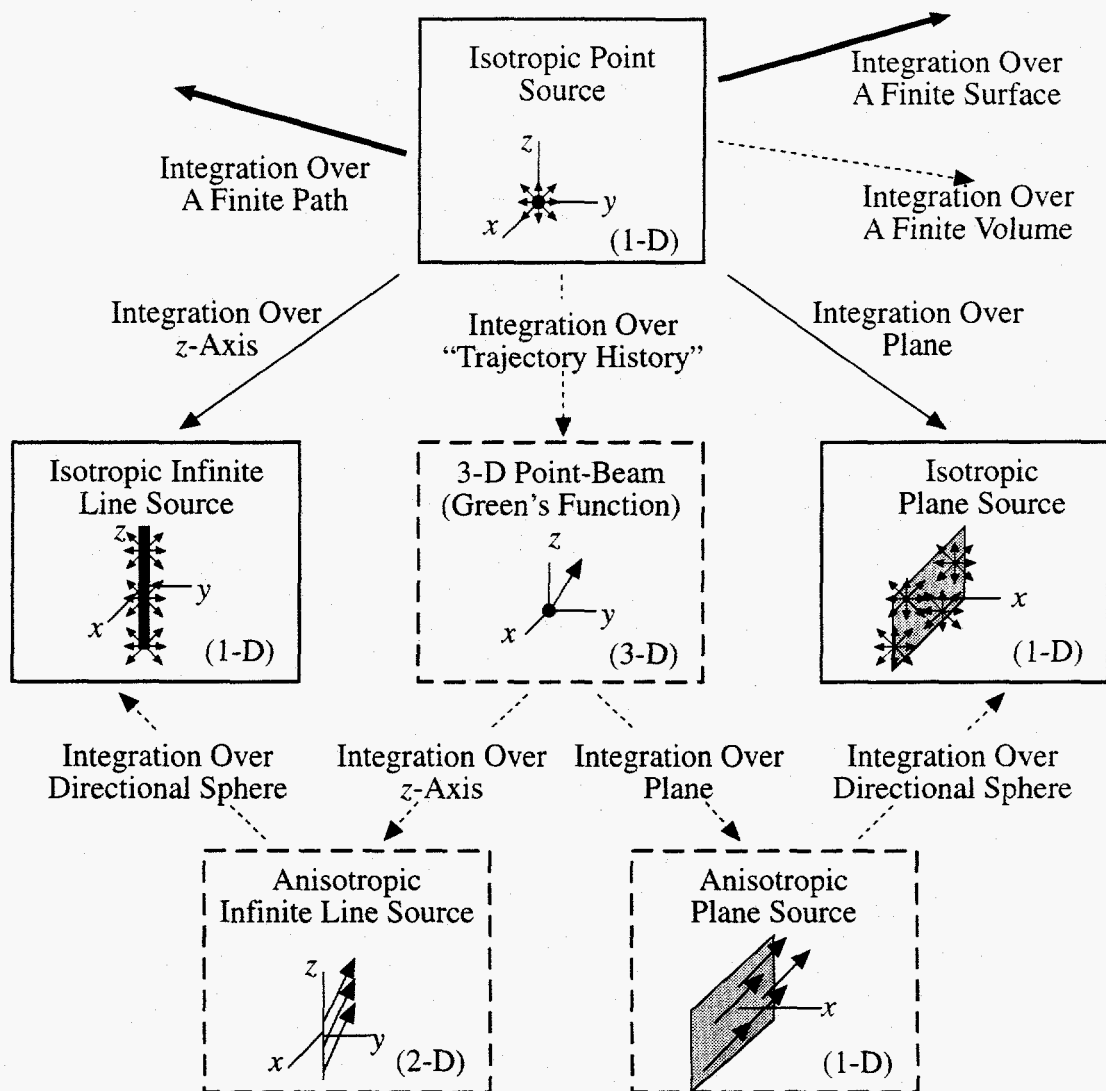 Isotropic Point
Source
z
y
x
(1-D)
Integration Over
A Finite Surface
Integration Over
A Finite Path
Integration Over
A Finite Volume
Integration Over
z-Axis
Integration Over
“Trajectory History”
Integration Over
Plane
Isotropic Infinite
Line Source
z
y
x
(1-D)
3-D Point-Beam
(Green's Function)
z
y
x
(3-D)
Isotropic
Plane Source
x
(1-D)
Integration Over
Directional Sphere
Integration Over
z-Axis
Integration Over
Plane
Integration Over
Directional Sphere
Anisotropic
Infinite Line Source
z
y
x
(2-D)
Anisotropic
Plane Source
x
(1-D)